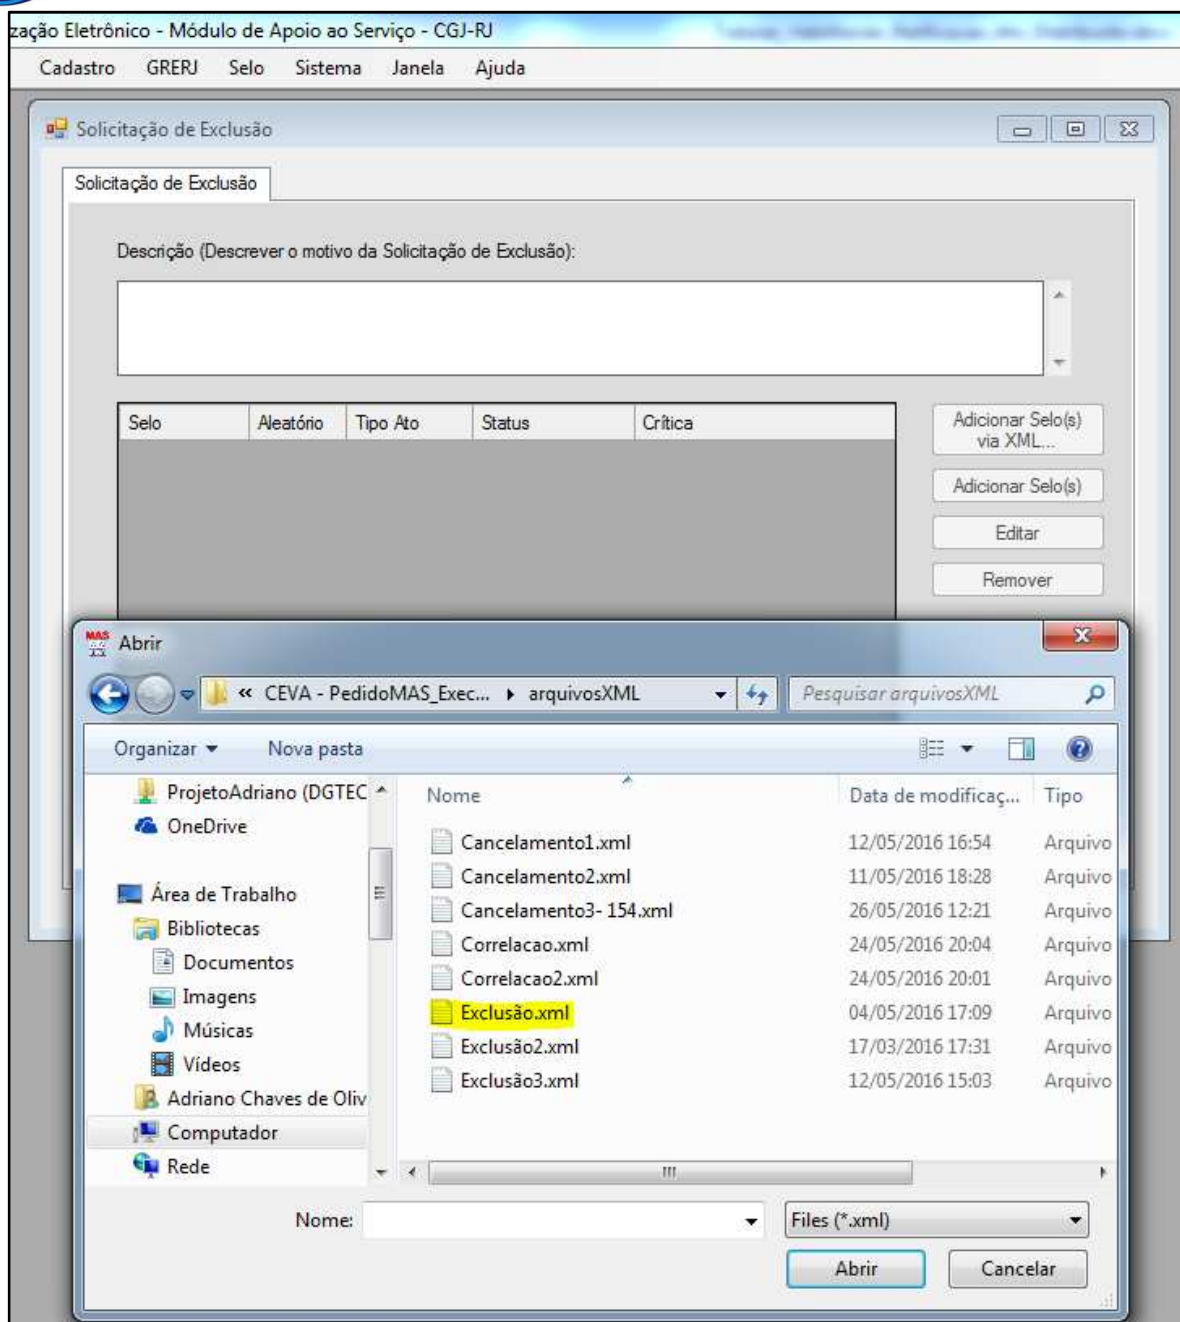 zação Eletrônico - Módulo de Apoio ao Serviço - CGJ-RJ
Cadastro GRERJ Selo Sistema Janela Ajuda
Solicitação de Exclusão
Solicitação de Exclusão
Descrição (Descrever o motivo da Solicitação de Exclusão):
Selo Aleatório Tipo Ato Status Crítica
Adicionar Selo(s)
via XML...
Adicionar Selo(s)
Editar
Remover
MAS Abrir
« CEVA - PedidoMAS_Exec... arquivosXML Pesquisar arquivosXML
Organizar Nova pasta
ProjetoAdriano (DGTEC
OneDrive
Área de Trabalho
Bibliotecas
Documentos
Imagens
Músicas
Vídeos
Adriano Chaves de Oliv
Computador
Rede
Nome Data de modificaç... Tipo
Cancelamento1.xml 12/05/2016 16:54 Arquivo
Cancelamento2.xml 11/05/2016 18:28 Arquivo
Cancelamento3- 154.xml 26/05/2016 12:21 Arquivo
Correlacao.xml 24/05/2016 20:04 Arquivo
Correlacao2.xml 24/05/2016 20:01 Arquivo
Exclusão.xml 04/05/2016 17:09 Arquivo
Exclusão2.xml 17/03/2016 17:31 Arquivo
Exclusão3.xml 12/05/2016 15:03 Arquivo
Nome: Files (*.xml)
Abrir Cancelar